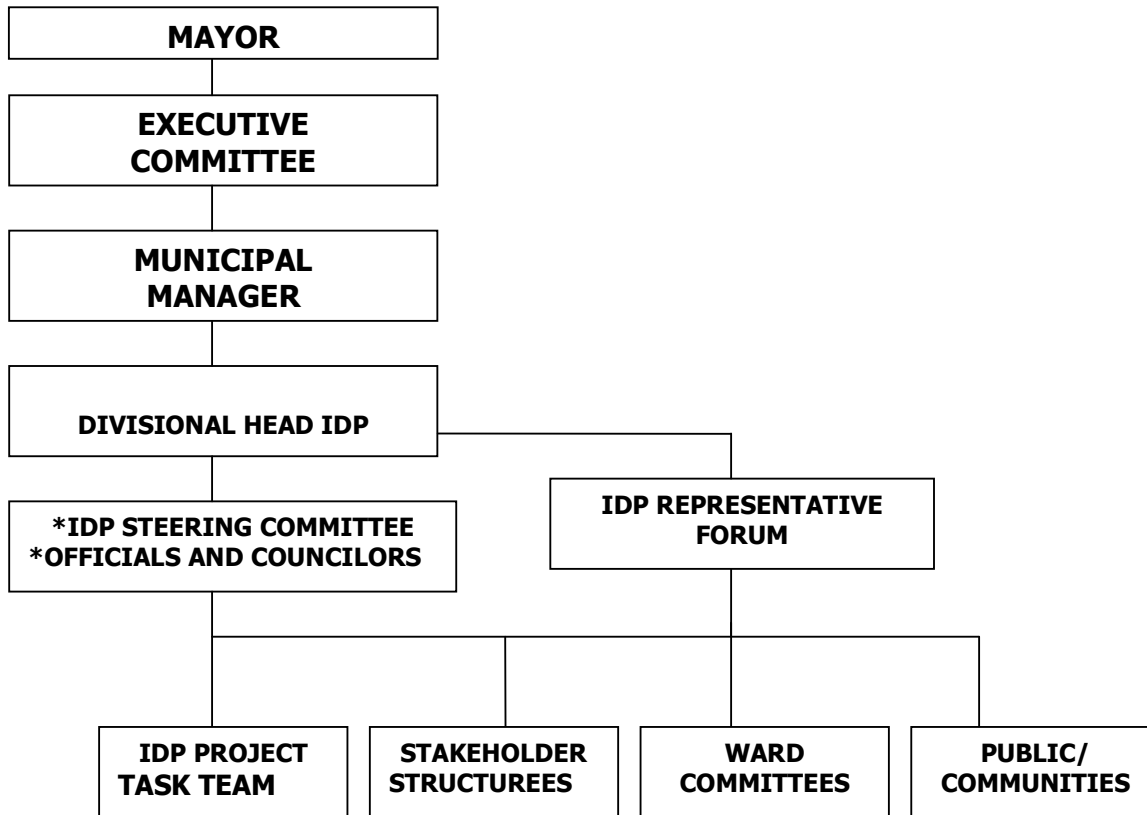 MAYOR
EXECUTIVE
COMMITTEE
MUNICIPAL
MANAGER
DIVISIONAL HEAD IDP
*IDP STEERING COMMITTEE
*OFFICIALS AND COUNCILORS
IDP REPRESENTATIVE
FORUM
IDP PROJECT
TASK TEAM
STAKEHOLDER
STRUCTUREES
WARD
COMMITTEES
PUBLIC/
COMMUNITIES